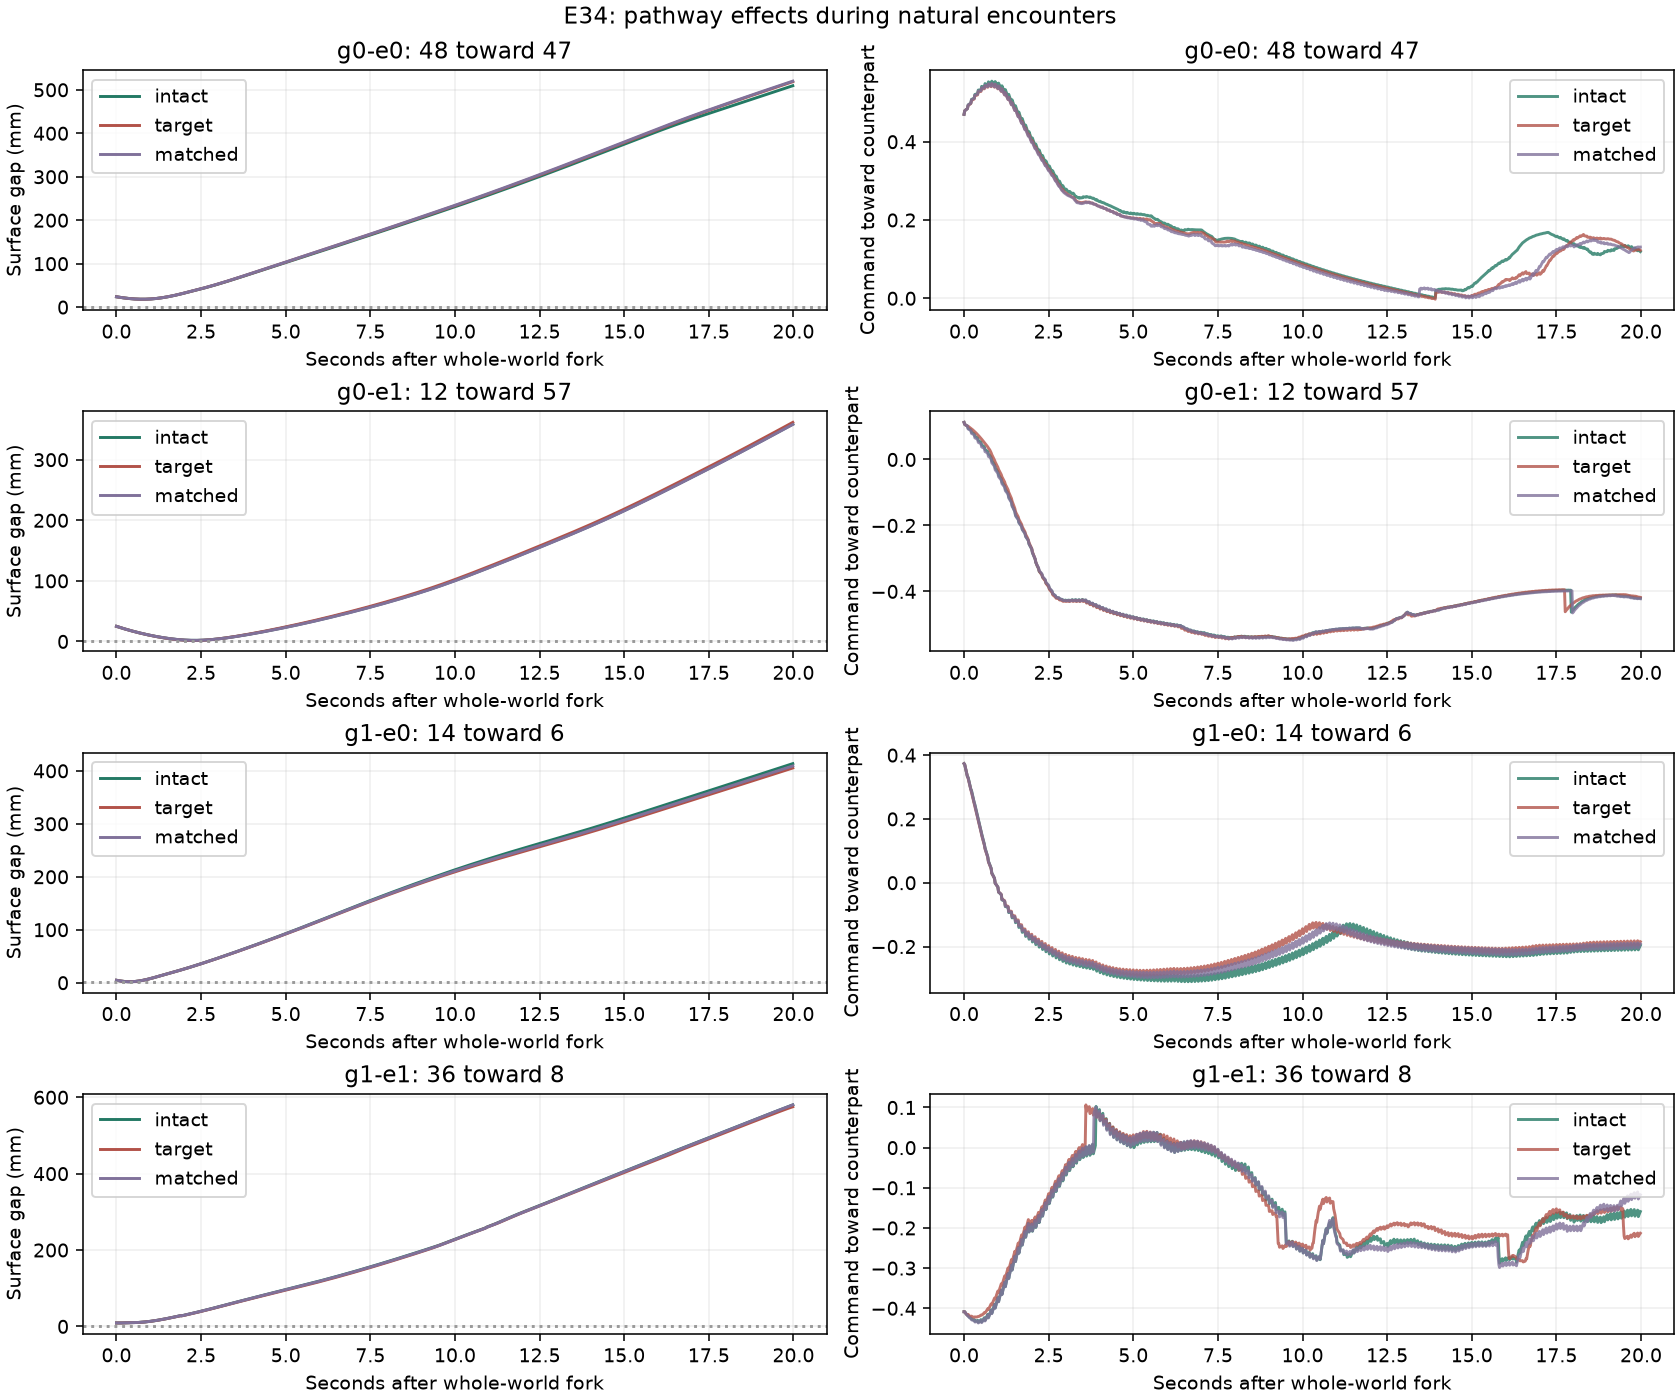 E34: pathway effects during natural encounters
g0-e0: 48 toward 47
Surface gap (mm)
500
400
300
200
100
0
intact
target
matched
0.0 2.5 5.0 7.5 10.0 12.5 15.0 17.5 20.0
Seconds after whole-world fork
g0-e0: 48 toward 47
Command toward counterpart
0.4
0.2
0.0
intact
target
matched
0.0 2.5 5.0 7.5 10.0 12.5 15.0 17.5 20.0
Seconds after whole-world fork
g0-e1: 12 toward 57
Surface gap (mm)
300
200
100
0
intact
target
matched
0.0 2.5 5.0 7.5 10.0 12.5 15.0 17.5 20.0
Seconds after whole-world fork
g0-e1: 12 toward 57
Command toward counterpart
0.0
−0.2
−0.4
intact
target
matched
0.0 2.5 5.0 7.5 10.0 12.5 15.0 17.5 20.0
Seconds after whole-world fork
g1-e0: 14 toward 6
Surface gap (mm)
400
300
200
100
0
intact
target
matched
0.0 2.5 5.0 7.5 10.0 12.5 15.0 17.5 20.0
Seconds after whole-world fork
g1-e0: 14 toward 6
Command toward counterpart
0.4
0.2
0.0
−0.2
intact
target
matched
0.0 2.5 5.0 7.5 10.0 12.5 15.0 17.5 20.0
Seconds after whole-world fork
g1-e1: 36 toward 8
Surface gap (mm)
600
400
200
0
intact
target
matched
0.0 2.5 5.0 7.5 10.0 12.5 15.0 17.5 20.0
Seconds after whole-world fork
g1-e1: 36 toward 8
Command toward counterpart
0.1
0.0
−0.1
−0.2
−0.3
−0.4
intact
target
matched
0.0 2.5 5.0 7.5 10.0 12.5 15.0 17.5 20.0
Seconds after whole-world fork